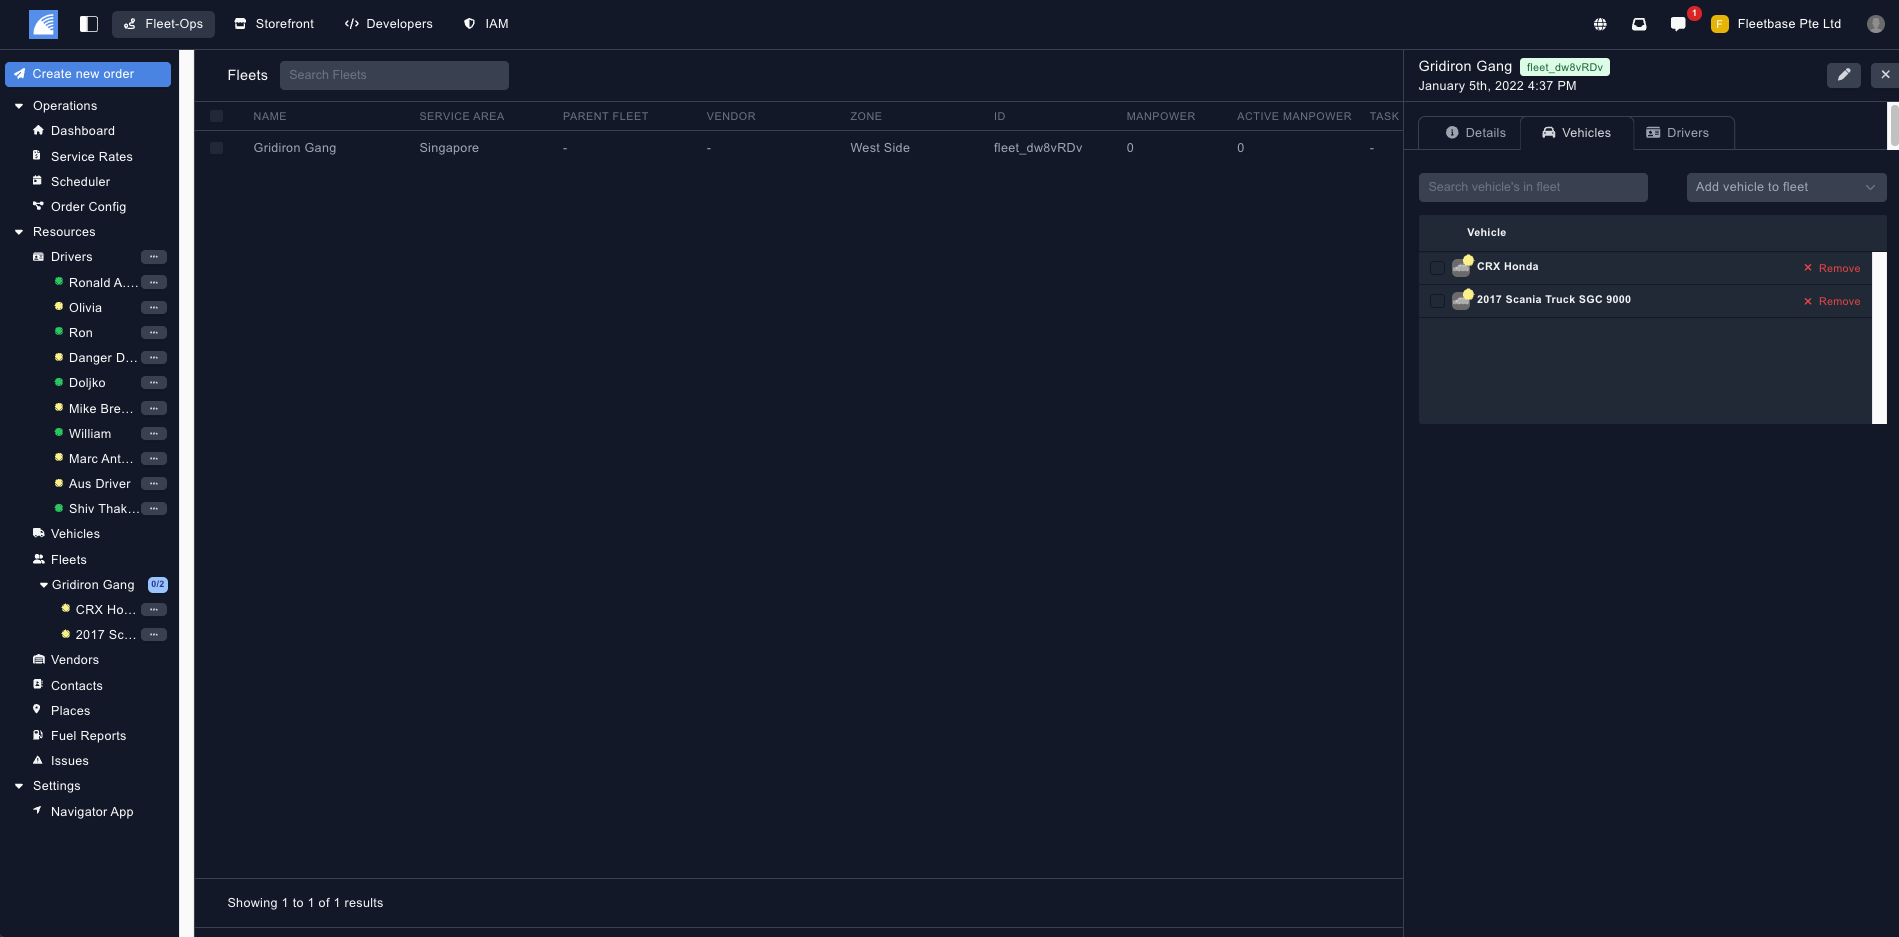 Fleet-Ops
Storefront
Developers
IAM
1
F
Fleetbase Pte Ltd
Create new order
Operations
Dashboard
Service Rates
Scheduler
Order Config
Resources
Drivers
Ronald A....
Olivia
Ron
Danger D...
Doljko
Mike Bre...
William
Marc Ant...
Aus Driver
Shiv Thak...
Vehicles
Fleets
Gridiron Gang 0/2
CRX Ho...
2017 Sc...
Vendors
Contacts
Places
Fuel Reports
Issues
Settings
Navigator App
Fleets
Search Fleets
NAME SERVICE AREA PARENT FLEET VENDOR ZONE ID MANPOWER ACTIVE MANPOWER TASK
Gridiron Gang Singapore - - West Side fleet_dw8vRDv 0 0 -
Showing 1 to 1 of 1 results
Gridiron Gang fleet_dw8vRDv
January 5th, 2022 4:37 PM
Details Vehicles Drivers
Search vehicle's in fleet
Add vehicle to fleet
Vehicle
CRX Honda Remove
2017 Scania Truck SGC 9000 Remove